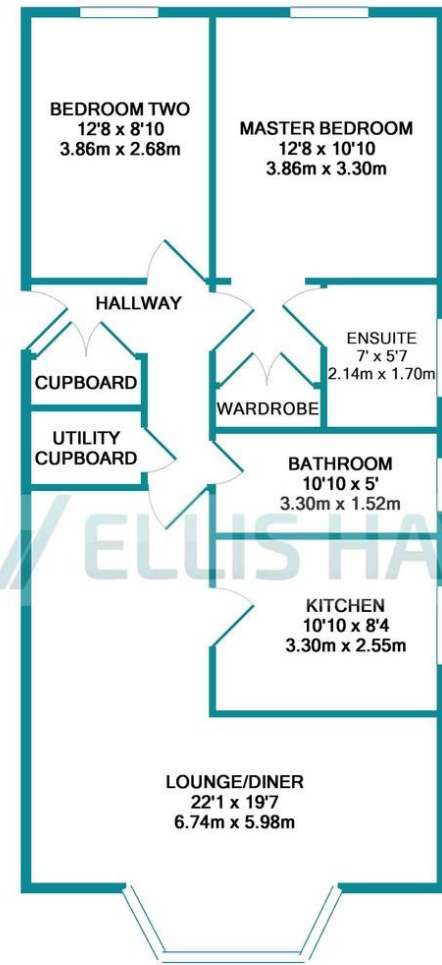 BEDROOM TWO
12'8 x 8'10
3.86m x 2.68m
MASTER BEDROOM
12'8 x 10'10
3.86m x 3.30m
HALLWAY
ENSUITE
7' x 5'7
2.14m x 1.70m
CUPBOARD
WARDROBE
UTILITY
CUPBOARD
BATHROOM
10'10 x 5'
3.30m x 1.52m
ELLIS HA
KITCHEN
10'10 x 8'4
3.30m x 2.55m
LOUNGE/DINER
22'1 x 19'7
6.74m x 5.98m